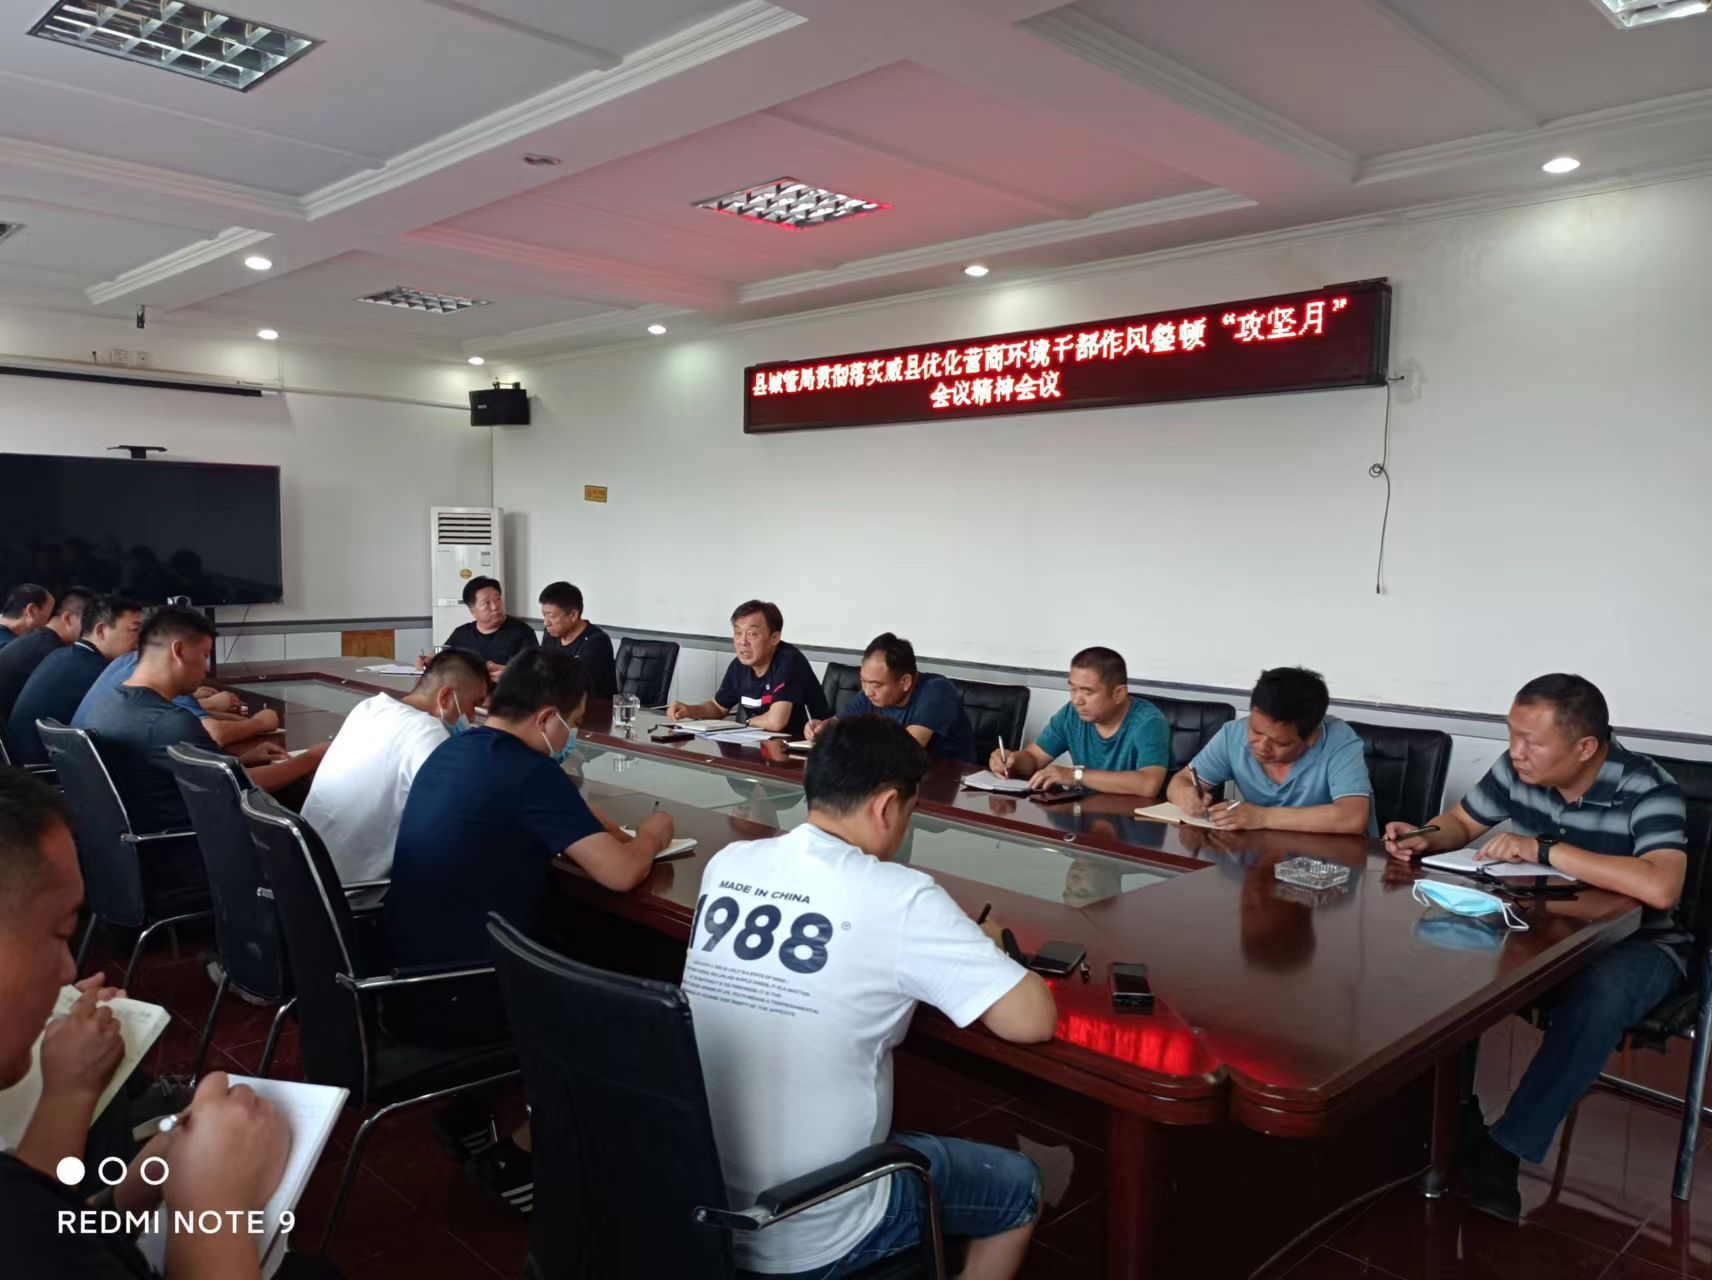 县城管局贯彻落实威县优化营商环境干部作风整顿“攻坚月”
会议精神会议
MADE IN CHINA
1988®
REDMI NOTE 9